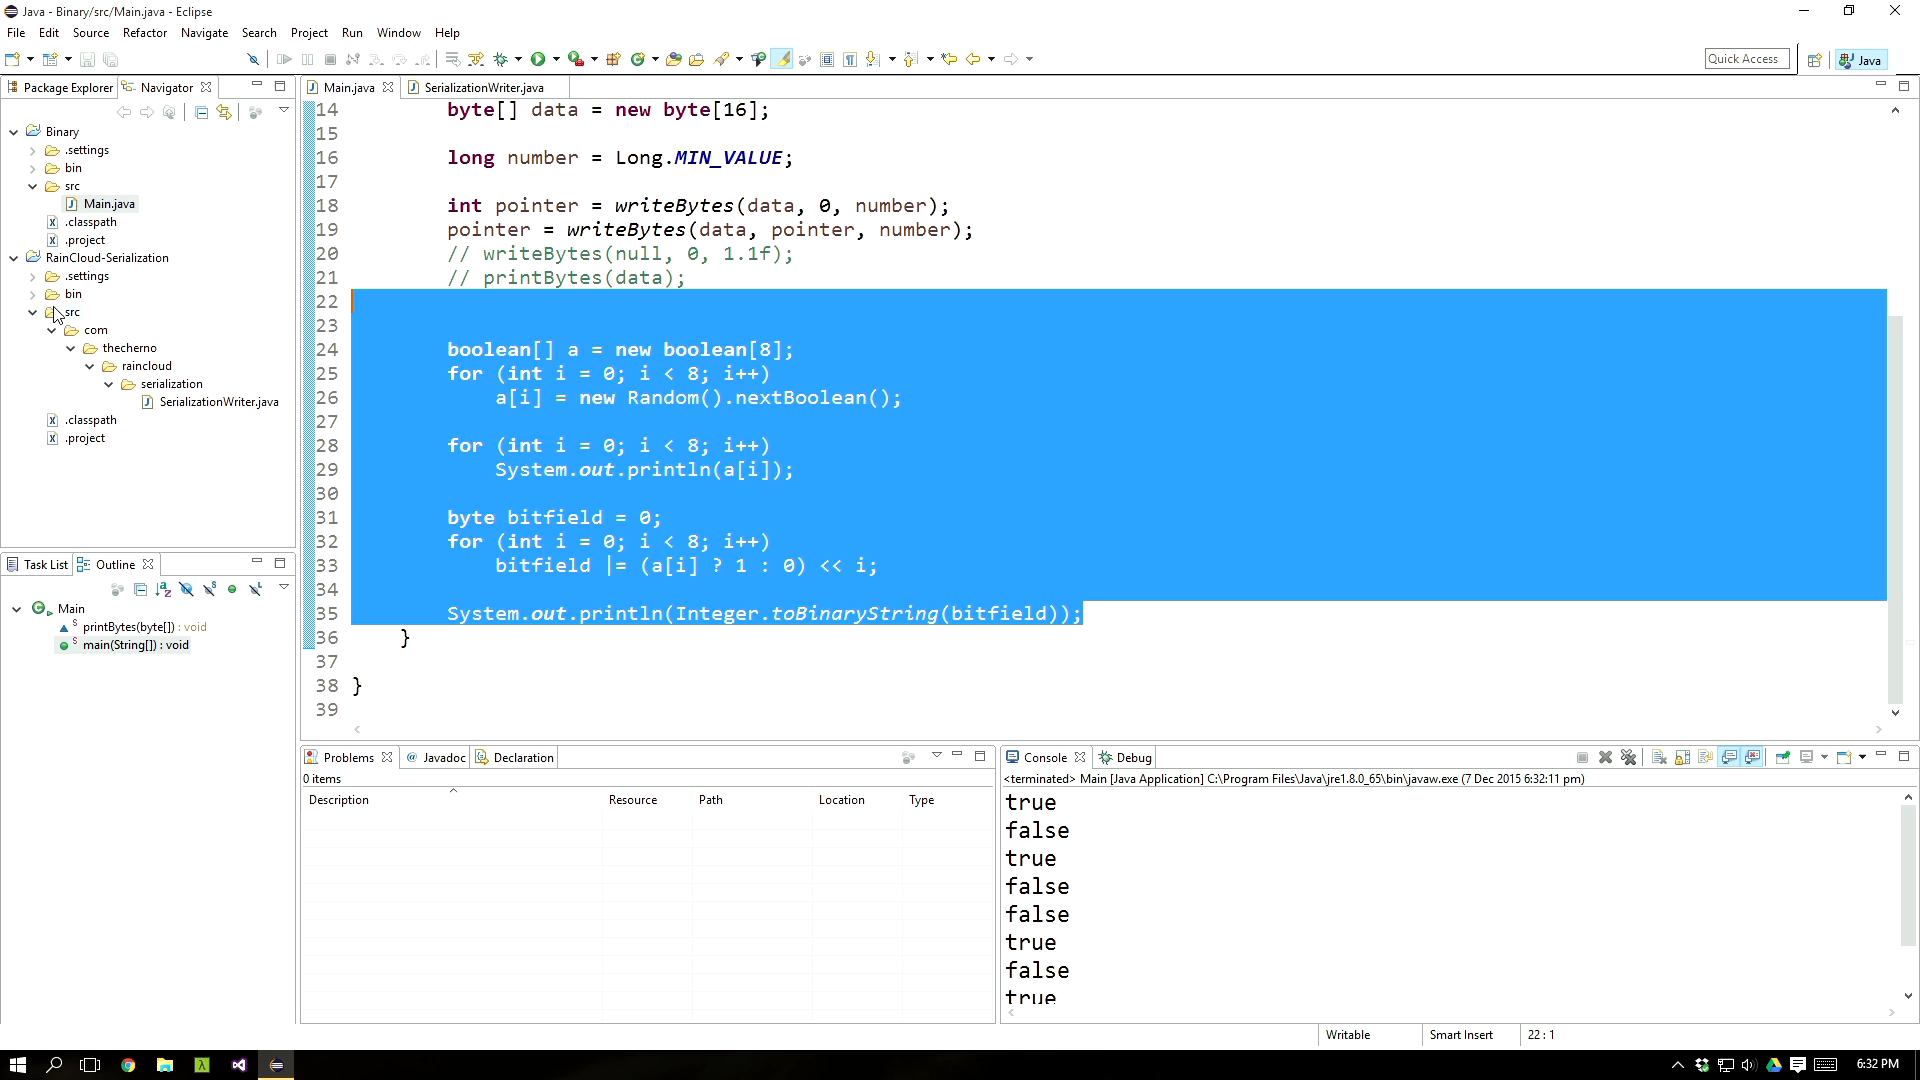 Java - Binary/src/Main.java - Eclipse
File Edit Source Refactor Navigate Search Project Run Window Help
Quick Access
Java
Package Explorer Navigator
Binary
.settings
bin
src
Main.java
.classpath
.project
RainCloud-Serialization
.settings
bin
src
com
thecherno
raincloud
serialization
SerializationWriter.java
.classpath
.project
Task List Outline
Main
printBytes(byte[]) : void
main(String[]) : void
Main.java SerializationWriter.java
14 byte[] data = new byte[16];
15
16 long number = Long.MIN_VALUE;
17
18 int pointer = writeBytes(data, 0, number);
19 pointer = writeBytes(data, pointer, number);
20 // writeBytes(null, 0, 1.1f);
21 // printBytes(data);
22
23
24 boolean[] a = new boolean[8];
25 for (int i = 0; i < 8; i++)
26 a[i] = new Random().nextBoolean();
27
28 for (int i = 0; i < 8; i++)
29 System.out.println(a[i]);
30
31 byte bitfield = 0;
32 for (int i = 0; i < 8; i++)
33 bitfield |= (a[i] ? 1 : 0) << i;
34
35 System.out.println(Integer.toBinaryString(bitfield));
36 }
37
38 }
39
Problems Javadoc Declaration
0 items
Description Resource Path Location Type
Console Debug
<terminated> Main [Java Application] C:\Program Files\Java\jre1.8.0_65\bin\javaw.exe (7 Dec 2015 6:32:11 pm)
true
false
true
false
false
true
false
true
Writable Smart Insert 22 : 1
6:32 PM